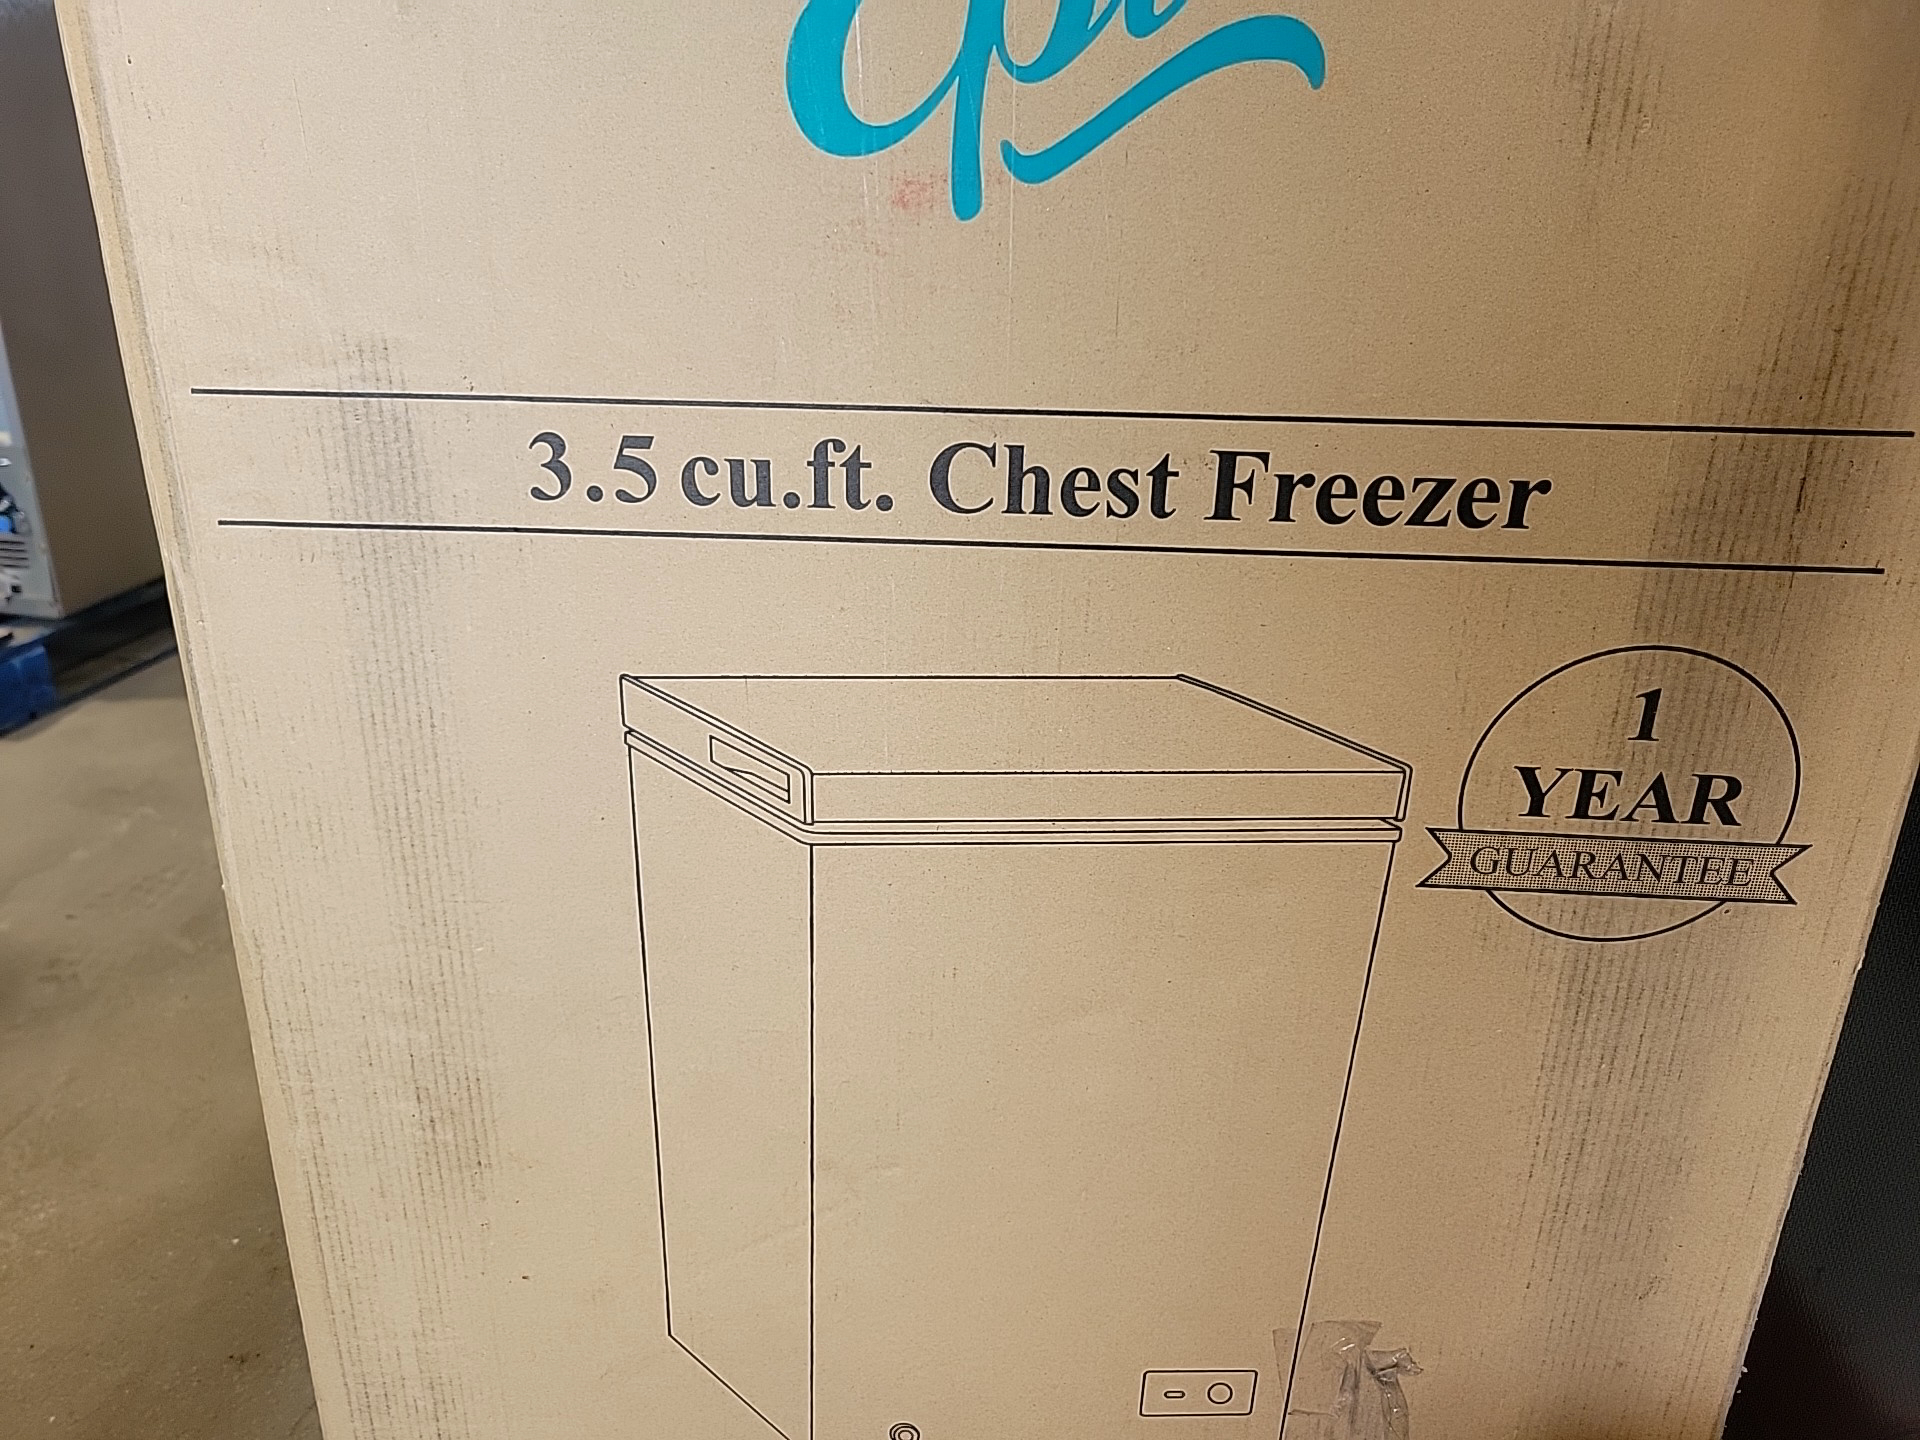 3.5 cu.ft. Chest Freezer
1
YEAR
GUARANTEE